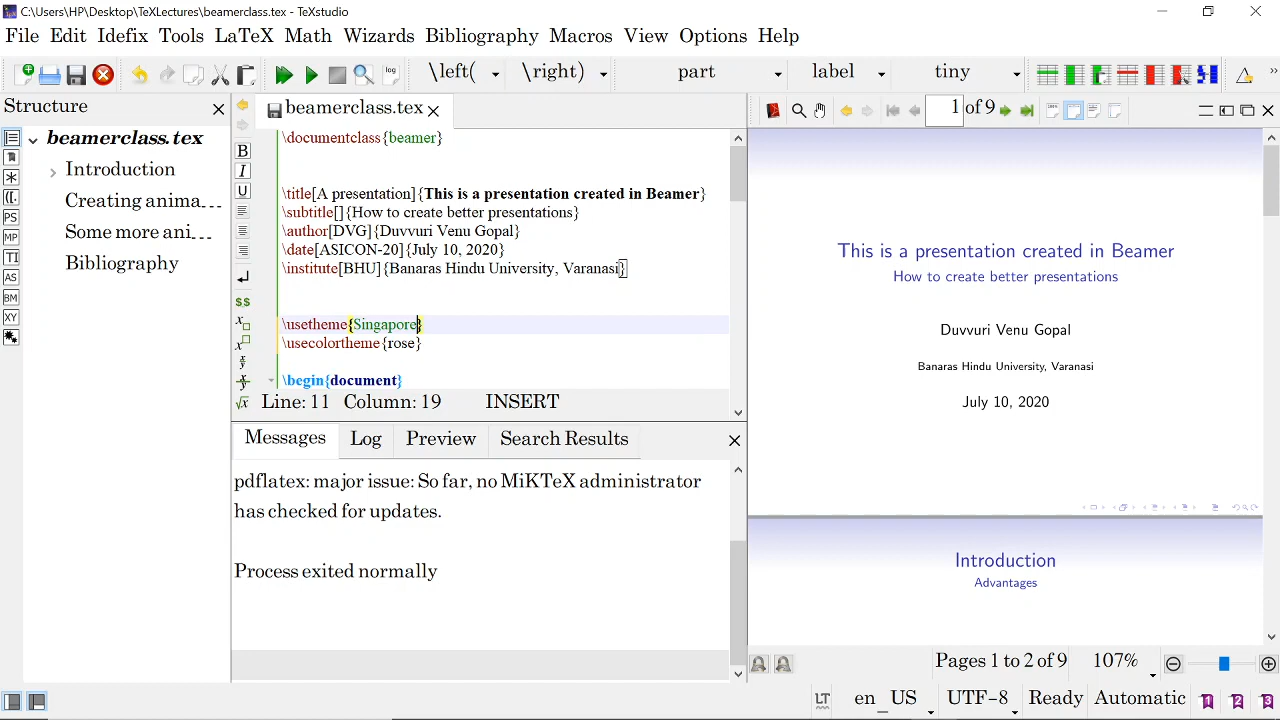 C:\Users\HP\Desktop\TeXLectures\beamerclass.tex - TeXstudio
File Edit Idefix Tools LaTeX Math Wizards Bibliography Macros View Options Help
\left( \right) part label tiny
Structure
beamerclass.tex
Introduction
Creating anima...
Some more ani...
Bibliography
beamerclass.tex
\documentclass{beamer}
\title[A presentation]{This is a presentation created in Beamer}
\subtitle[]{How to create better presentations}
\author[DVG]{Duvvuri Venu Gopal}
\date[ASICON-20]{July 10, 2020}
\institute[BHU]{Banaras Hindu University, Varanasi}
\usetheme{Singapore}
\usecolortheme{rose}
\begin{document}
Line: 11 Column: 19 INSERT
Messages Log Preview Search Results
pdflatex: major issue: So far, no MiKTeX administrator
has checked for updates.
Process exited normally
1 of 9
This is a presentation created in Beamer
How to create better presentations
Duvvuri Venu Gopal
Banaras Hindu University, Varanasi
July 10, 2020
Introduction
Advantages
Pages 1 to 2 of 9 107%
LT en_US UTF-8 Ready Automatic 1 2 3